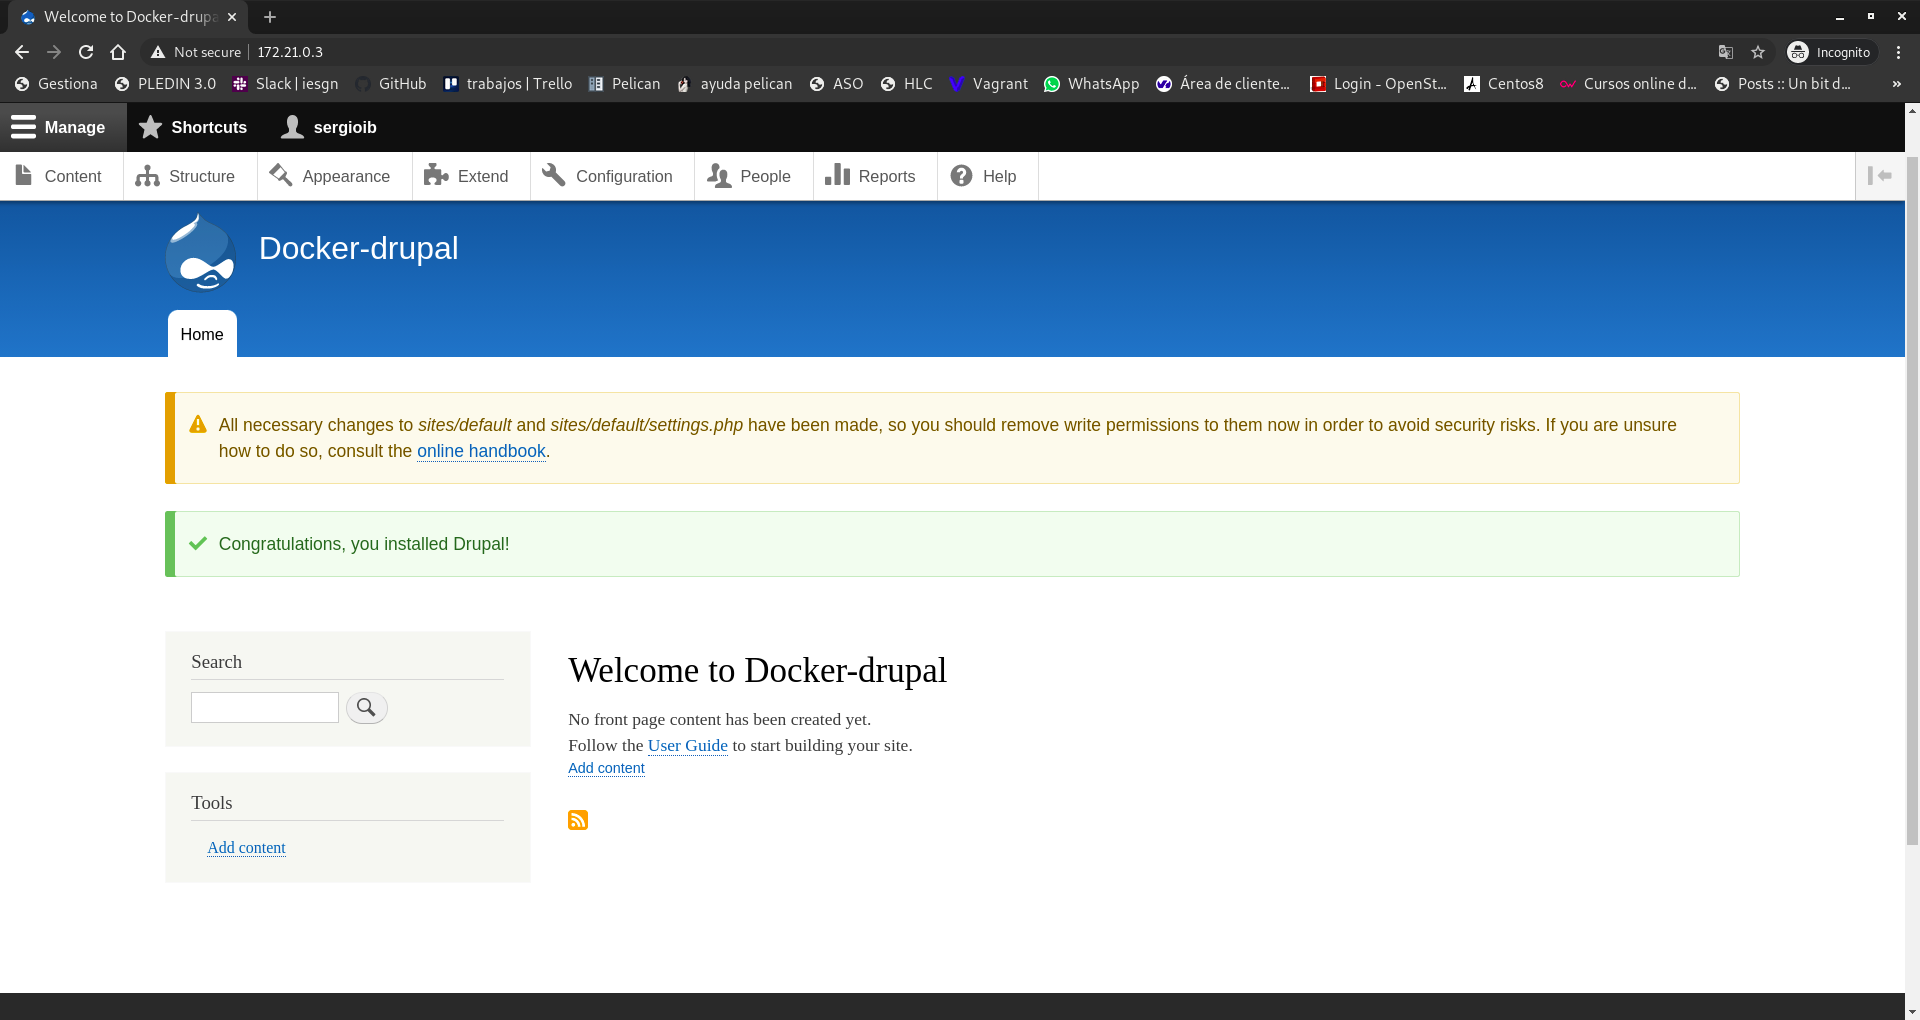 Welcome to Docker-drupa
Not secure 172.21.0.3 Incognito
Gestiona PLEDIN 3.0 Slack | iesgn GitHub trabajos | Trello Pelican ayuda pelican ASO HLC Vagrant WhatsApp Área de cliente... Login - OpenSt... Centos8 Cursos online d... Posts :: Un bit d... »
Manage Shortcuts sergioib
Content Structure Appearance Extend Configuration People Reports Help
Docker-drupal
Home
All necessary changes to sites/default and sites/default/settings.php have been made, so you should remove write permissions to them now in order to avoid security risks. If you are unsure
how to do so, consult the online handbook.
Congratulations, you installed Drupal!
Search
Tools
Add content
Welcome to Docker-drupal
No front page content has been created yet.
Follow the User Guide to start building your site.
Add content